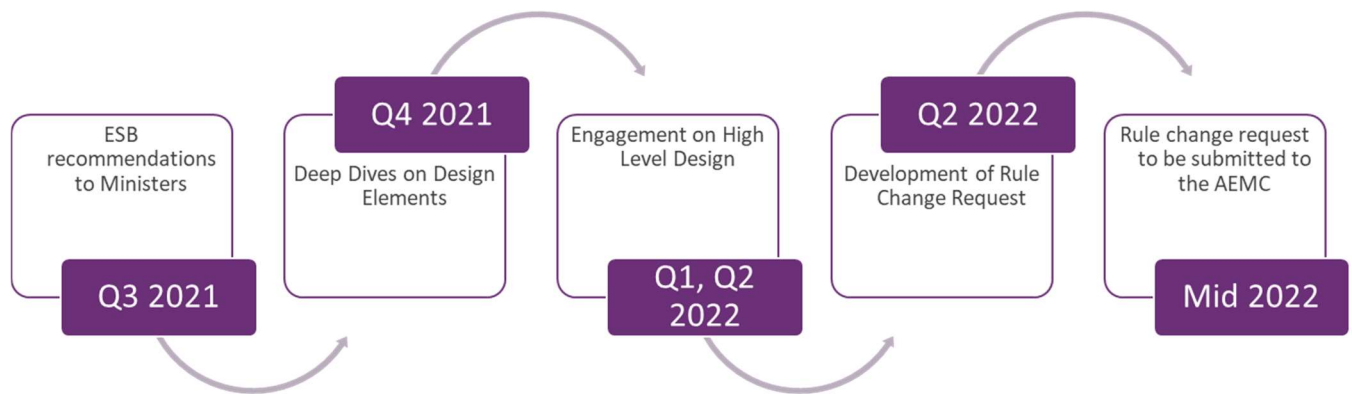 ESB
recommendations
to Ministers
Q3 2021
Q4 2021
Deep Dives on Design
Elements
Engagement on High
Level Design
Q1, Q2
2022
Q2 2022
Development of Rule
Change Request
Rule change request
to be submitted to
the AEMC
Mid 2022